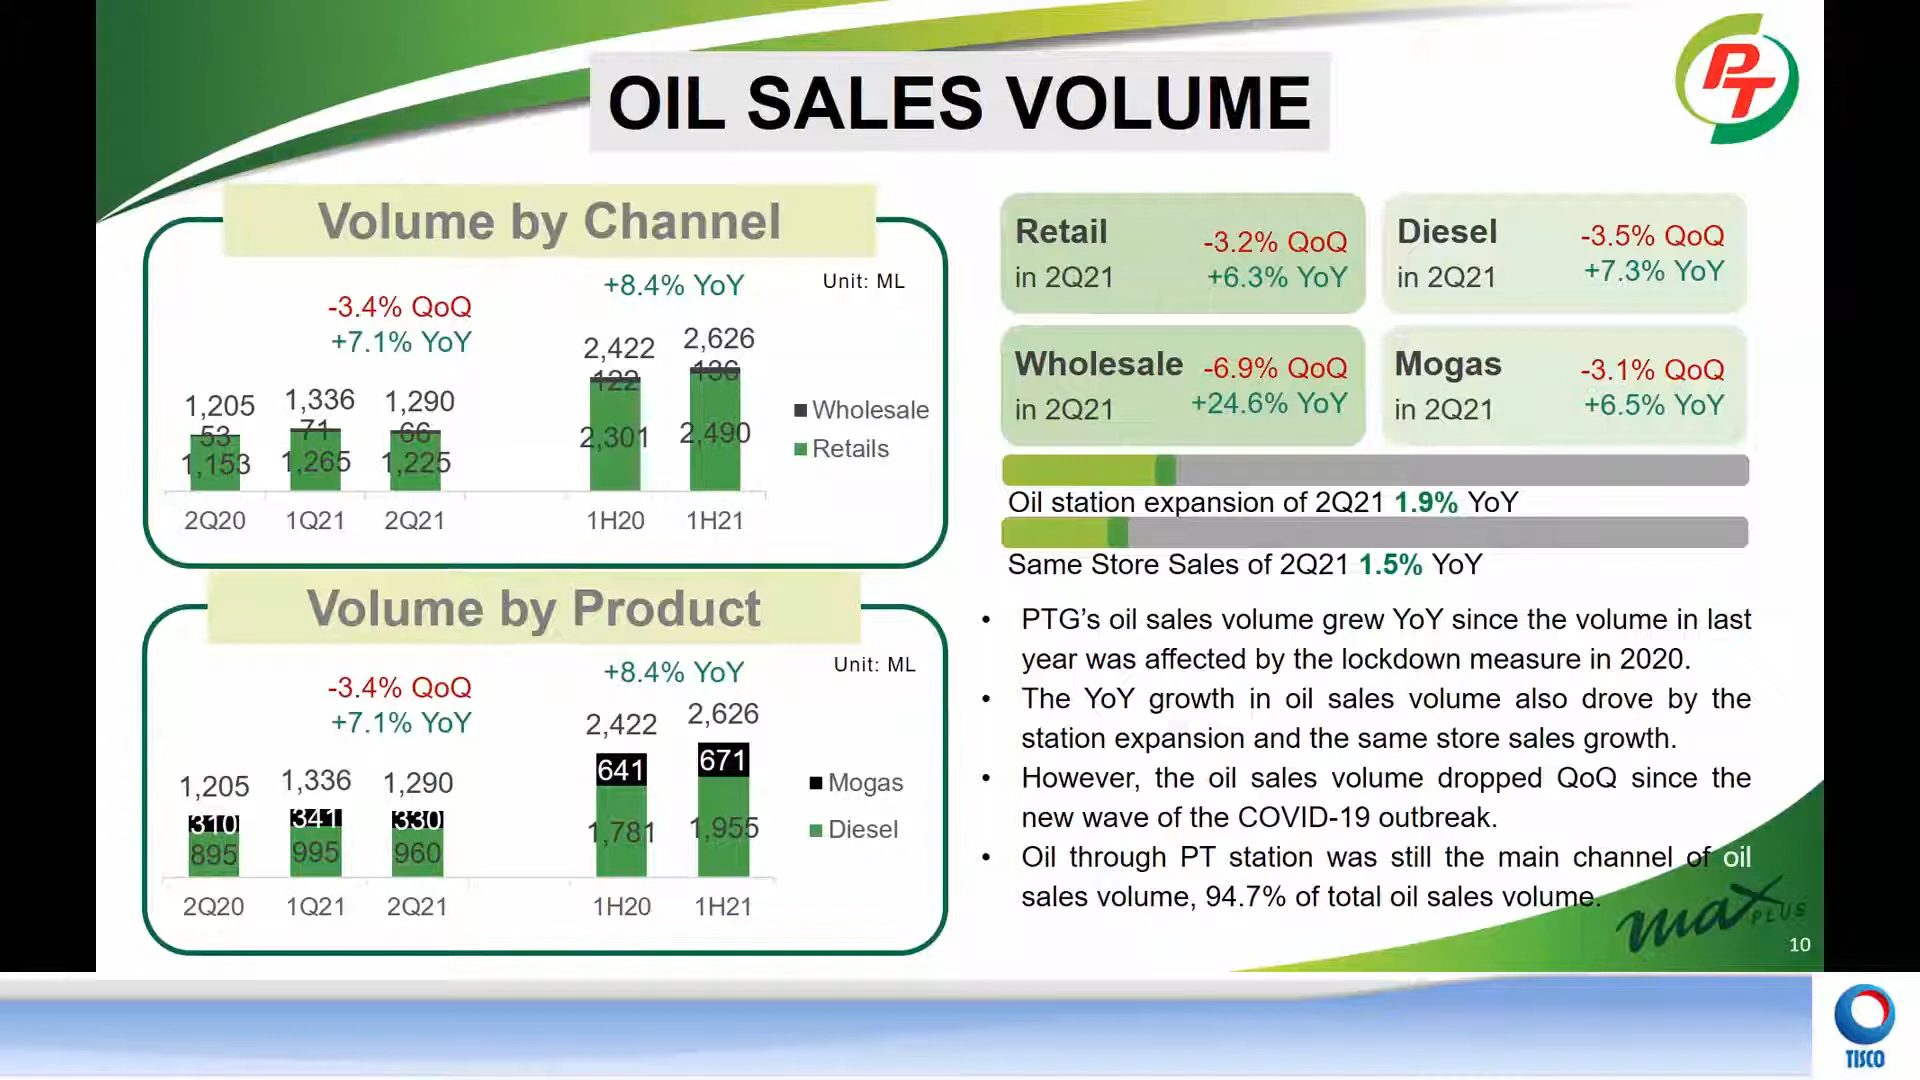 OIL SALES VOLUME
PT
Volume by Channel
+8.4% YoY
Unit: ML
-3.4% QoQ
+7.1% YoY
2,422
2,626
122
136
1,205
1,336
1,290
53
71
66
2,301
2,490
Wholesale
Retails
1,153
1,265
1,225
2Q20
1Q21
2Q21
1H20
1H21
Volume by Product
+8.4% YoY
Unit: ML
-3.4% QoQ
+7.1% YoY
2,422
2,626
641
671
1,205
1,336
1,290
Mogas
Diesel
310
341
330
1,781
1,955
895
995
960
2Q20
1Q21
2Q21
1H20
1H21
Retail
-3.2% QoQ
in 2Q21
+6.3% YoY
Diesel
-3.5% QoQ
in 2Q21
+7.3% YoY
Wholesale
-6.9% QoQ
in 2Q21
+24.6% YoY
Mogas
-3.1% QoQ
in 2Q21
+6.5% YoY
Oil station expansion of 2Q21 1.9% YoY
Same Store Sales of 2Q21 1.5% YoY
• PTG’s oil sales volume grew YoY since the volume in last
year was affected by the lockdown measure in 2020.
• The YoY growth in oil sales volume also drove by the
station expansion and the same store sales growth.
• However, the oil sales volume dropped QoQ since the
new wave of the COVID-19 outbreak.
• Oil through PT station was still the main channel of oil
sales volume, 94.7% of total oil sales volume.
max PLUS
10
TISCO